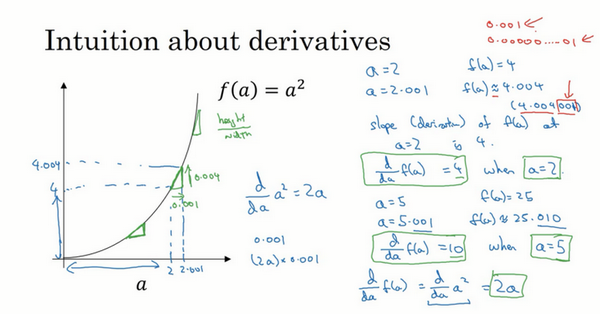 Intuition about derivatives
0.001 ←
0.00000.....01 ←
f(a) = a²
height
width
4.004
4
0.004
0.001
2 2.001
a
d/da a² = 2a
0.001
(2a) × 0.001
a = 2 f(a) = 4
a = 2.001 f(a) ≈ 4.004
(4.004001)
slope (derivative) of f(a) at
a = 2 is 4.
d/da f(a) = 4 when a = 2.
a = 5 f(a) = 25
a = 5.001 f(a) ≈ 25.010
d/da f(a) = 10 when a = 5
d/da f(a) = d/da a² = 2a